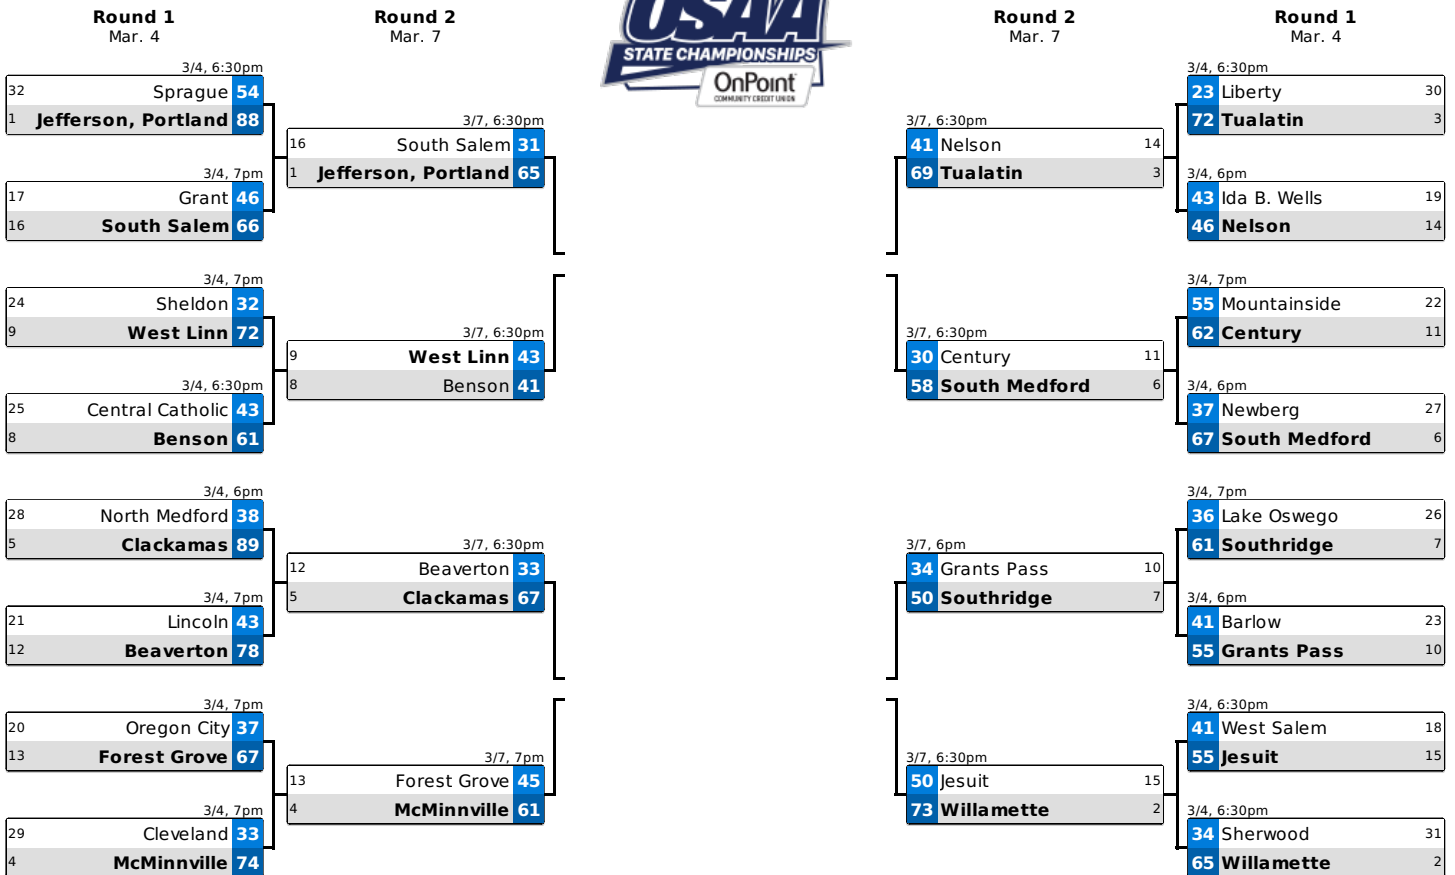 Round 1
Mar. 4
Round 2
Mar. 7
USAA
STATE CHAMPIONSHIPS
OnPoint
COMMUNITY CREDIT UNION
Round 2
Mar. 7
Round 1
Mar. 4
3/4, 6:30pm
32 Sprague 54
1 Jefferson, Portland 88
3/4, 7pm
17 Grant 46
16 South Salem 66
3/4, 7pm
24 Sheldon 32
9 West Linn 72
3/4, 6:30pm
25 Central Catholic 43
8 Benson 61
3/4, 6pm
28 North Medford 38
5 Clackamas 89
3/4, 7pm
21 Lincoln 43
12 Beaverton 78
3/4, 7pm
20 Oregon City 37
13 Forest Grove 67
3/4, 7pm
29 Cleveland 33
4 McMinnville 74
3/7, 6:30pm
16 South Salem 31
1 Jefferson, Portland 65
3/7, 6:30pm
9 West Linn 43
8 Benson 41
3/7, 6:30pm
12 Beaverton 33
5 Clackamas 67
3/7, 7pm
13 Forest Grove 45
4 McMinnville 61
3/7, 6:30pm
41 Nelson 14
69 Tualatin 3
3/7, 6:30pm
30 Century 11
58 South Medford 6
3/7, 6pm
34 Grants Pass 10
50 Southridge 7
3/7, 6:30pm
50 Jesuit 15
73 Willamette 2
3/4, 6:30pm
23 Liberty 30
72 Tualatin 3
3/4, 6pm
43 Ida B. Wells 19
46 Nelson 14
3/4, 7pm
55 Mountainside 22
62 Century 11
3/4, 6pm
37 Newberg 27
67 South Medford 6
3/4, 7pm
36 Lake Oswego 26
61 Southridge 7
3/4, 6pm
41 Barlow 23
55 Grants Pass 10
3/4, 6:30pm
41 West Salem 18
55 Jesuit 15
3/4, 6:30pm
34 Sherwood 31
65 Willamette 2